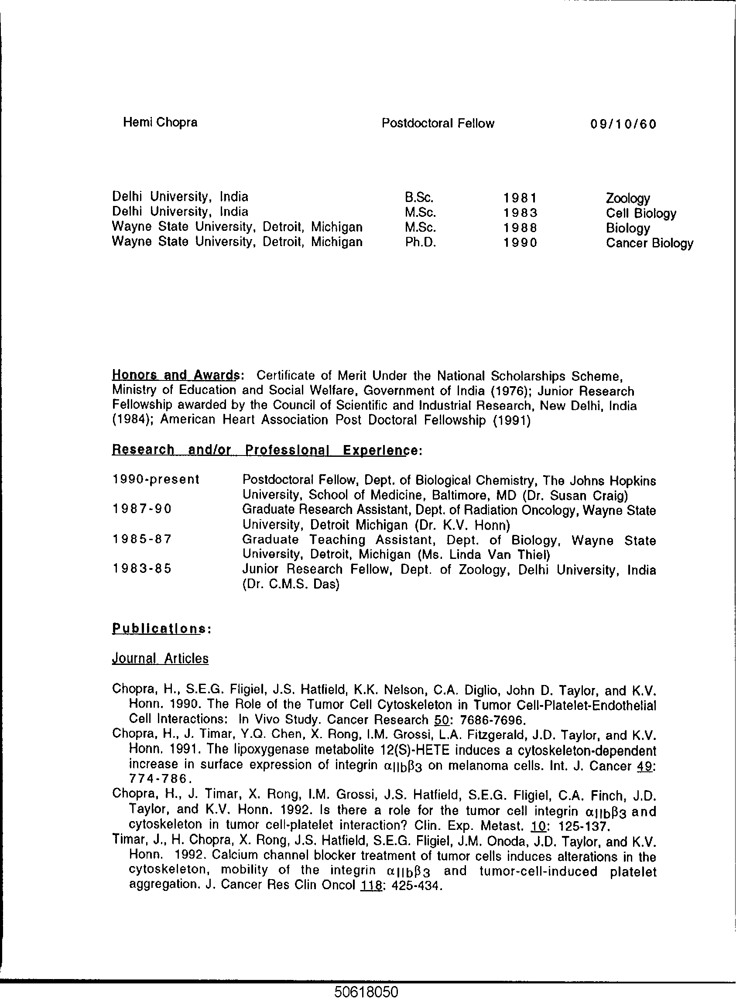 Hemi Chopra Postdoctoral Fellow 09/10/60
Delhi University, India B.Sc. 1981 Zoology
Delhi University, India M.Sc. 1983 Cell Biology
Wayne State University, Detroit, Michigan M.Sc. 1988 Biology
Wayne State University, Detroit, Michigan Ph.D. 1990 Cancer Biology
Honors and Awards: Certificate of Merit Under the National Scholarships Scheme,
Ministry of Education and Social Welfare, Government of India (1976); Junior Research
Fellowship awarded by the Council of Scientific and Industrial Research, New Delhi, India
(1984); American Heart Association Post Doctoral Fellowship (1991)
Research and/or Professional Experience:
1990-present Postdoctoral Fellow, Dept. of Biological Chemistry, The Johns Hopkins
University, School of Medicine, Baltimore, MD (Dr. Susan Craig)
1987-90 Graduate Research Assistant, Dept. of Radiation Oncology, Wayne State
University, Detroit Michigan (Dr. K.V. Honn)
1985-87 Graduate Teaching Assistant, Dept. of Biology, Wayne State
University, Detroit, Michigan (Ms. Linda Van Thiel)
1983-85 Junior Research Fellow, Dept. of Zoology, Delhi University, India
(Dr. C.M.S. Das)
Publications:
Journal Articles
Chopra, H., S.E.G. Fligiel, J.S. Hatfield, K.K. Nelson, C.A. Diglio, John D. Taylor, and K.V.
Honn. 1990. The Role of the Tumor Cell Cytoskeleton in Tumor Cell-Platelet-Endothelial
Cell Interactions: In Vivo Study. Cancer Research 50: 7686-7696.
Chopra, H., J. Timar, Y.Q. Chen, X. Rong, I.M. Grossi, L.A. Fitzgerald, J.D. Taylor, and K.V.
Honn. 1991. The lipoxygenase metabolite 12(S)-HETE induces a cytoskeleton-dependent
increase in surface expression of integrin αIIbβ3 on melanoma cells. Int. J. Cancer 49:
774-786.
Chopra, H., J. Timar, X. Rong, I.M. Grossi, J.S. Hatfield, S.E.G. Fligiel, C.A. Finch, J.D.
Taylor, and K.V. Honn. 1992. Is there a role for the tumor cell integrin αIIbβ3 and
cytoskeleton in tumor cell-platelet interaction? Clin. Exp. Metast. 10: 125-137.
Timar, J., H. Chopra, X. Rong, J.S. Hatfield, S.E.G. Fligiel, J.M. Onoda, J.D. Taylor, and K.V.
Honn. 1992. Calcium channel blocker treatment of tumor cells induces alterations in the
cytoskeleton, mobility of the integrin αIIbβ3 and tumor-cell-induced platelet
aggregation. J. Cancer Res Clin Oncol 118: 425-434.
50618050